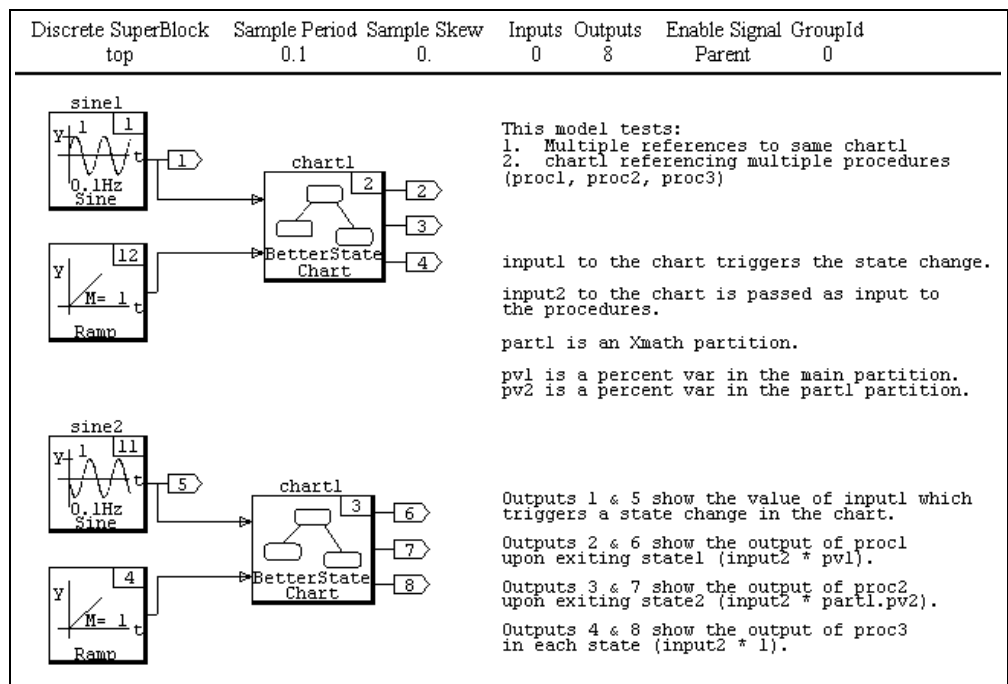 Discrete SuperBlock Sample Period Sample Skew Inputs Outputs Enable Signal GroupId
top 0.1 0. 0 8 Parent 0
sine1
1
y 1
t
0.1Hz
Sine
1
12
y
M= 1
t
Ramp
chart1
2
BetterState
Chart
2
3
4
This model tests:
1. Multiple references to same chart1
2. chart1 referencing multiple procedures
(proc1, proc2, proc3)
input1 to the chart triggers the state change.
input2 to the chart is passed as input to
the procedures.
part1 is an Xmath partition.
pv1 is a percent var in the main partition.
pv2 is a percent var in the part1 partition.
sine2
11
y 1
t
0.1Hz
Sine
5
4
y
M= 1
t
Ramp
chart1
3
BetterState
Chart
6
7
8
Outputs 1 & 5 show the value of input1 which
triggers a state change in the chart.
Outputs 2 & 6 show the output of proc1
upon exiting state1 (input2 * pv1).
Outputs 3 & 7 show the output of proc2
upon exiting state2 (input2 * part1.pv2).
Outputs 4 & 8 show the output of proc3
in each state (input2 * 1).